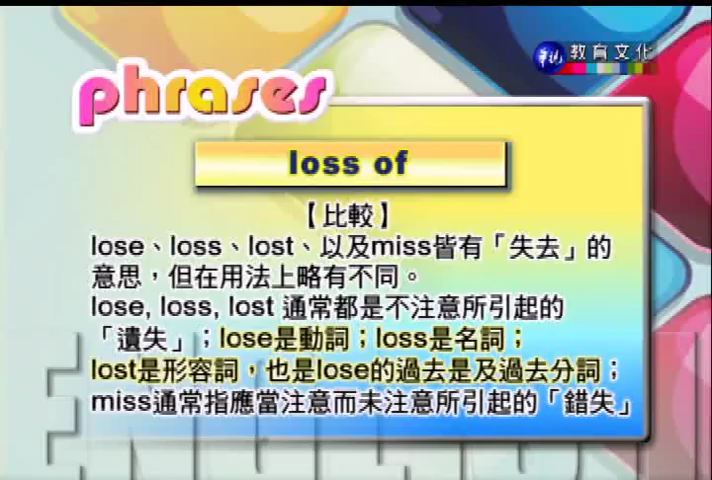 華視 教育文化
phrases
loss of
【比較】
lose、loss、lost、以及miss皆有「失去」的
意思，但在用法上略有不同。
lose, loss, lost 通常都是不注意所引起的
「遺失」；lose是動詞；loss是名詞；
lost是形容詞，也是lose的過去是及過去分詞；
miss通常指應當注意而未注意所引起的「錯失」
ENGLISH